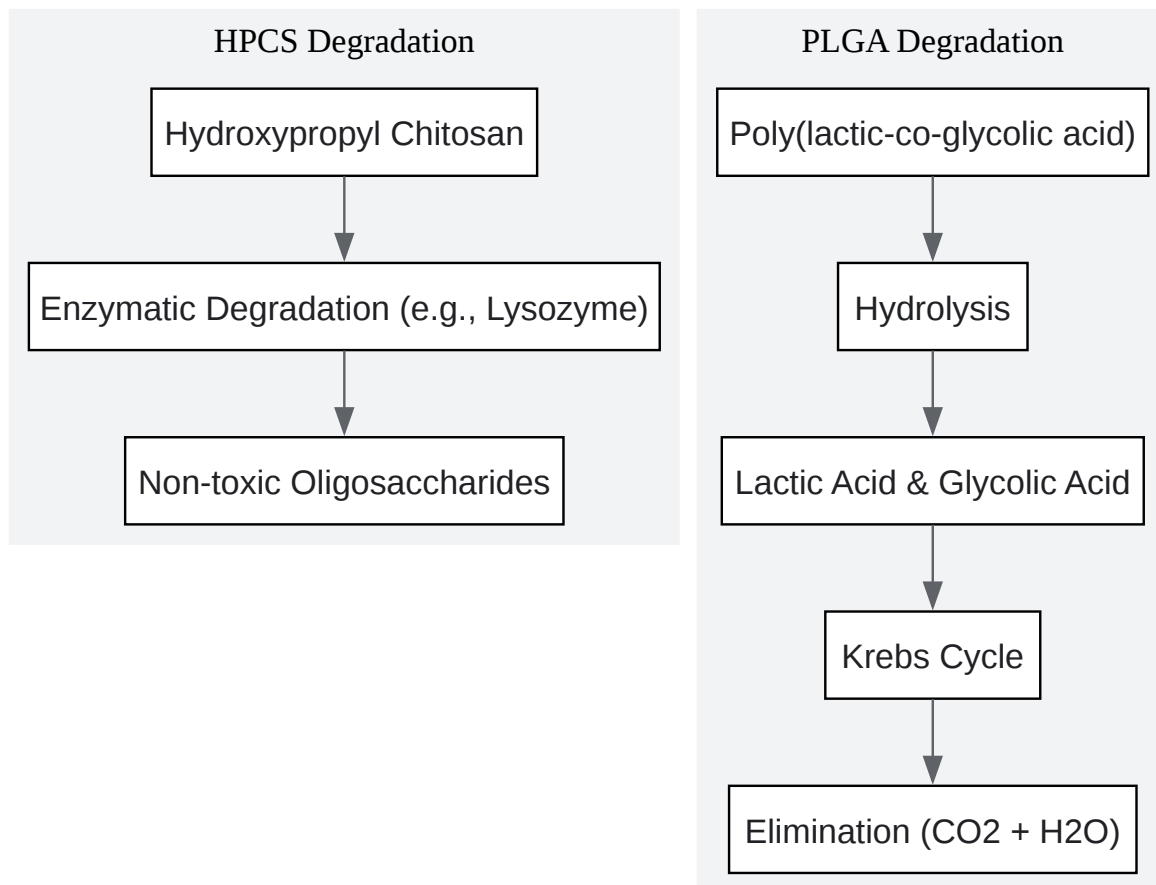 HPCS Degradation
Hydroxypropyl Chitosan
Enzymatic Degradation (e.g., Lysozyme)
Non-toxic Oligosaccharides
PLGA Degradation
Poly(lactic-co-glycolic acid)
Hydrolysis
Lactic Acid & Glycolic Acid
Krebs Cycle
Elimination (CO2 + H2O)